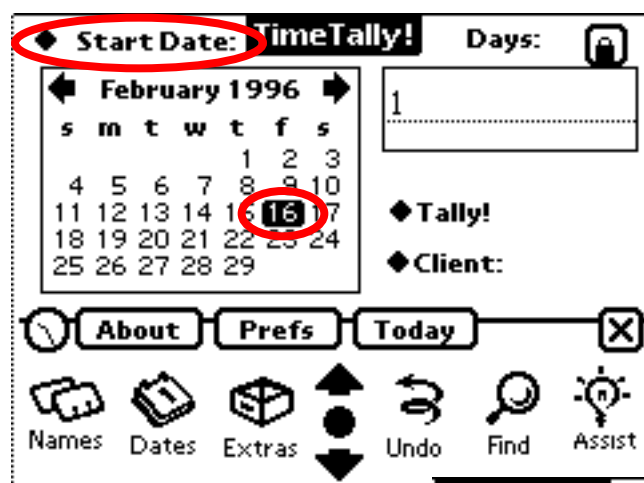 ◆ Start Date:
TimeTally!
Days:
February 1996
s m t w t f s
1 2 3
4 5 6 7 8 9 10
11 12 13 14 15 16 17
18 19 20 21 22 23 24
25 26 27 28 29
1
◆Tally!
◆Client:
About
Prefs
Today
Names
Dates
Extras
Undo
Find
Assist